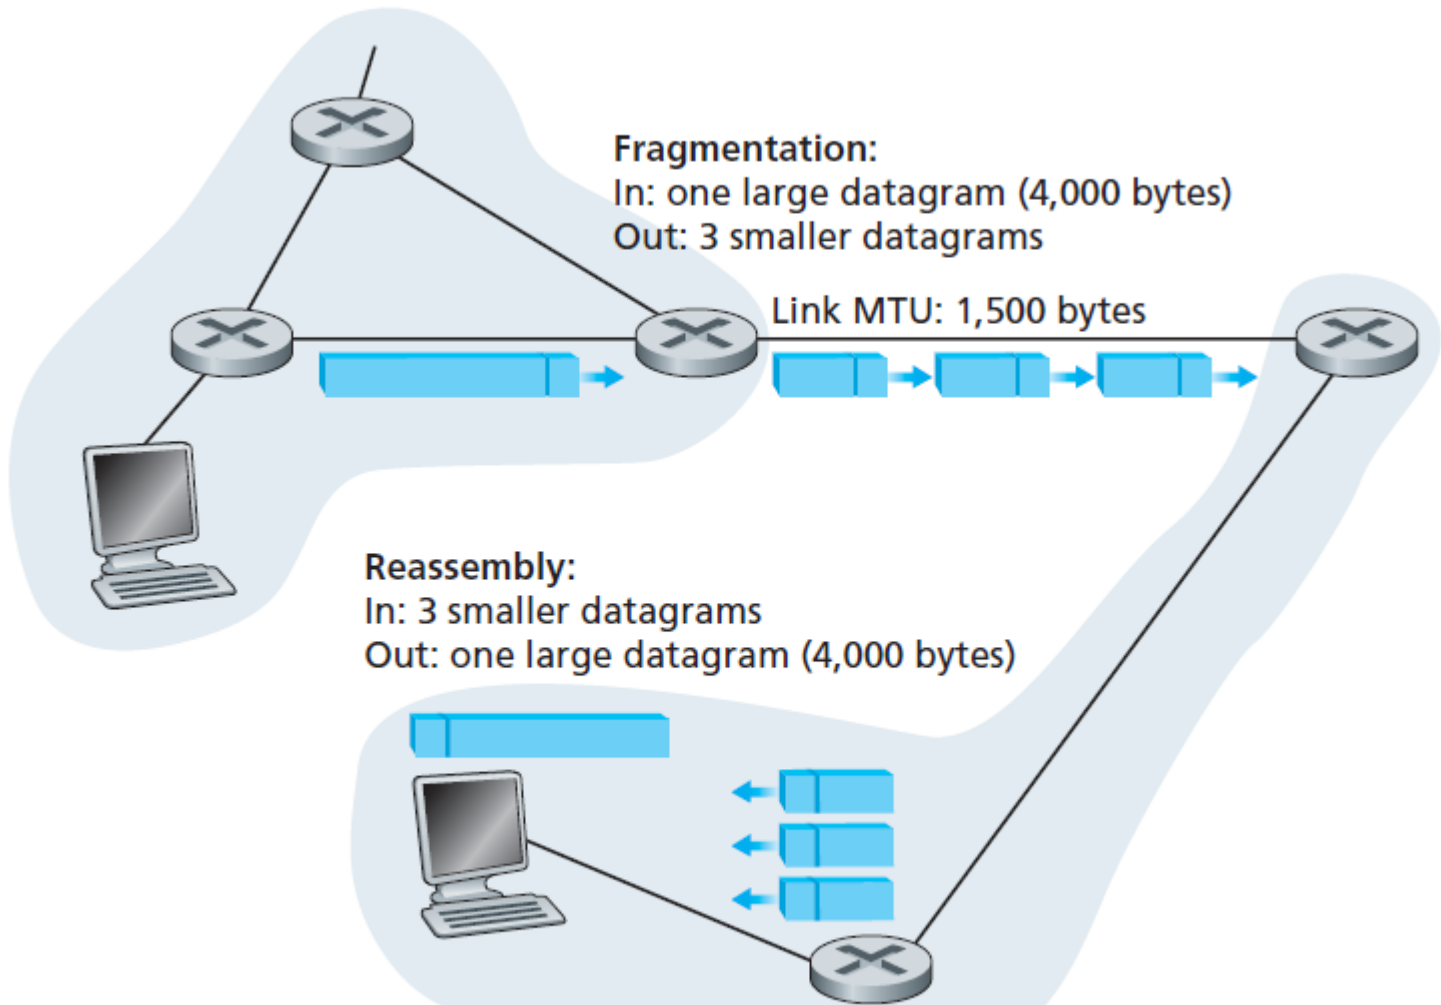 Fragmentation:
In: one large datagram (4,000 bytes)
Out: 3 smaller datagrams
Link MTU: 1,500 bytes
Reassembly:
In: 3 smaller datagrams
Out: one large datagram (4,000 bytes)